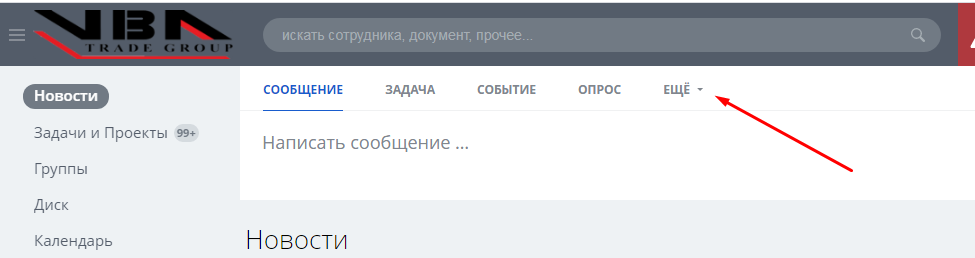 VBA
TRADE GROUP
искать сотрудника, документ, прочее...
Новости
Задачи и Проекты 99+
Группы
Диск
Календарь
СООБЩЕНИЕ ЗАДАЧА СОБЫТИЕ ОПРОС ЕЩЁ
Написать сообщение ...
Новости